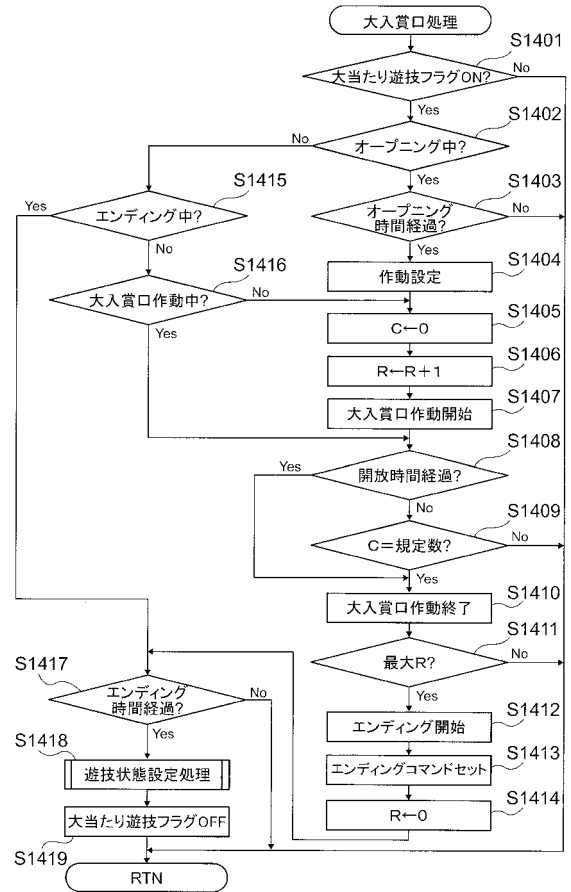 大入賞口処理
S1401
大当たり遊技フラグON?
No
Yes
S1402
オープニング中?
No
Yes
S1403
オープニング
時間経過?
No
Yes
S1404
作動設定
S1415
エンディング中?
Yes
No
S1416
大入賞口作動中?
No
Yes
S1405
C←0
S1406
R←R+1
S1407
大入賞口作動開始
S1408
開放時間経過?
Yes
No
S1409
C=規定数?
No
Yes
S1410
大入賞口作動終了
S1411
最大R?
No
Yes
S1412
エンディング開始
S1413
エンディングコマンドセット
S1414
R←0
S1417
エンディング
時間経過?
No
Yes
S1418
遊技状態設定処理
大当たり遊技フラグOFF
S1419
RTN